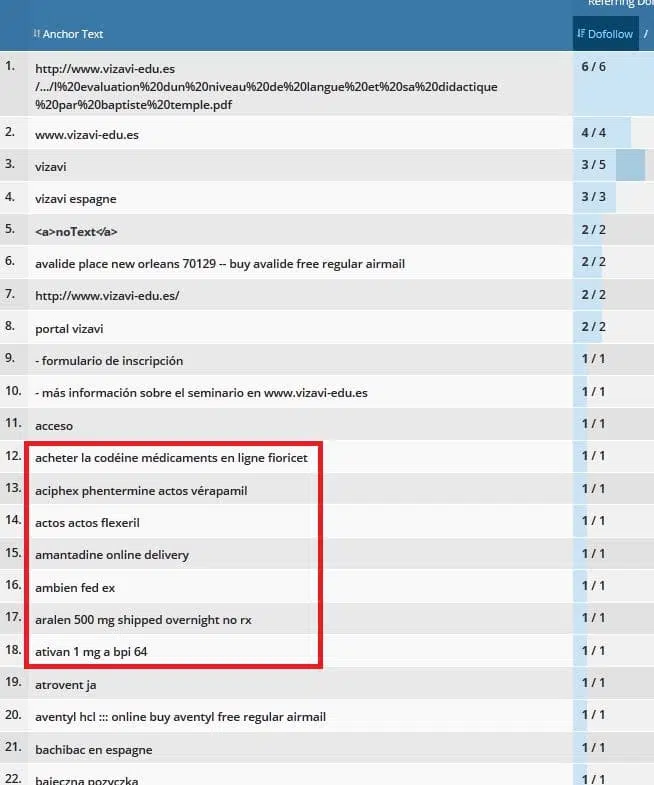 Referring Do
Anchor Text
Dofollow /
1. http://www.vizavi-edu.es 6 / 6
/.../l%20evaluation%20dun%20niveau%20de%20langue%20et%20sa%20didactique
%20par%20baptiste%20temple.pdf
2. www.vizavi-edu.es 4 / 4
3. vizavi 3 / 5
4. vizavi espagne 3 / 3
5. <a>noText</a> 2 / 2
6. avalide place new orleans 70129 -- buy avalide free regular airmail 2 / 2
7. http://www.vizavi-edu.es/ 2 / 2
8. portal vizavi 2 / 2
9. - formulario de inscripción 1 / 1
10. - más información sobre el seminario en www.vizavi-edu.es 1 / 1
11. acceso 1 / 1
12. acheter la codéine médicaments en ligne fioricet 1 / 1
13. aciphex phentermine actos vérapamil 1 / 1
14. actos actos flexeril 1 / 1
15. amantadine online delivery 1 / 1
16. ambien fed ex 1 / 1
17. aralen 500 mg shipped overnight no rx 1 / 1
18. ativan 1 mg a bpi 64 1 / 1
19. atrovent ja 1 / 1
20. aventyl hcl ::: online buy aventyl free regular airmail 1 / 1
21. bachibac en espagne 1 / 1
22. bajeczna pozyczka 1 / 1